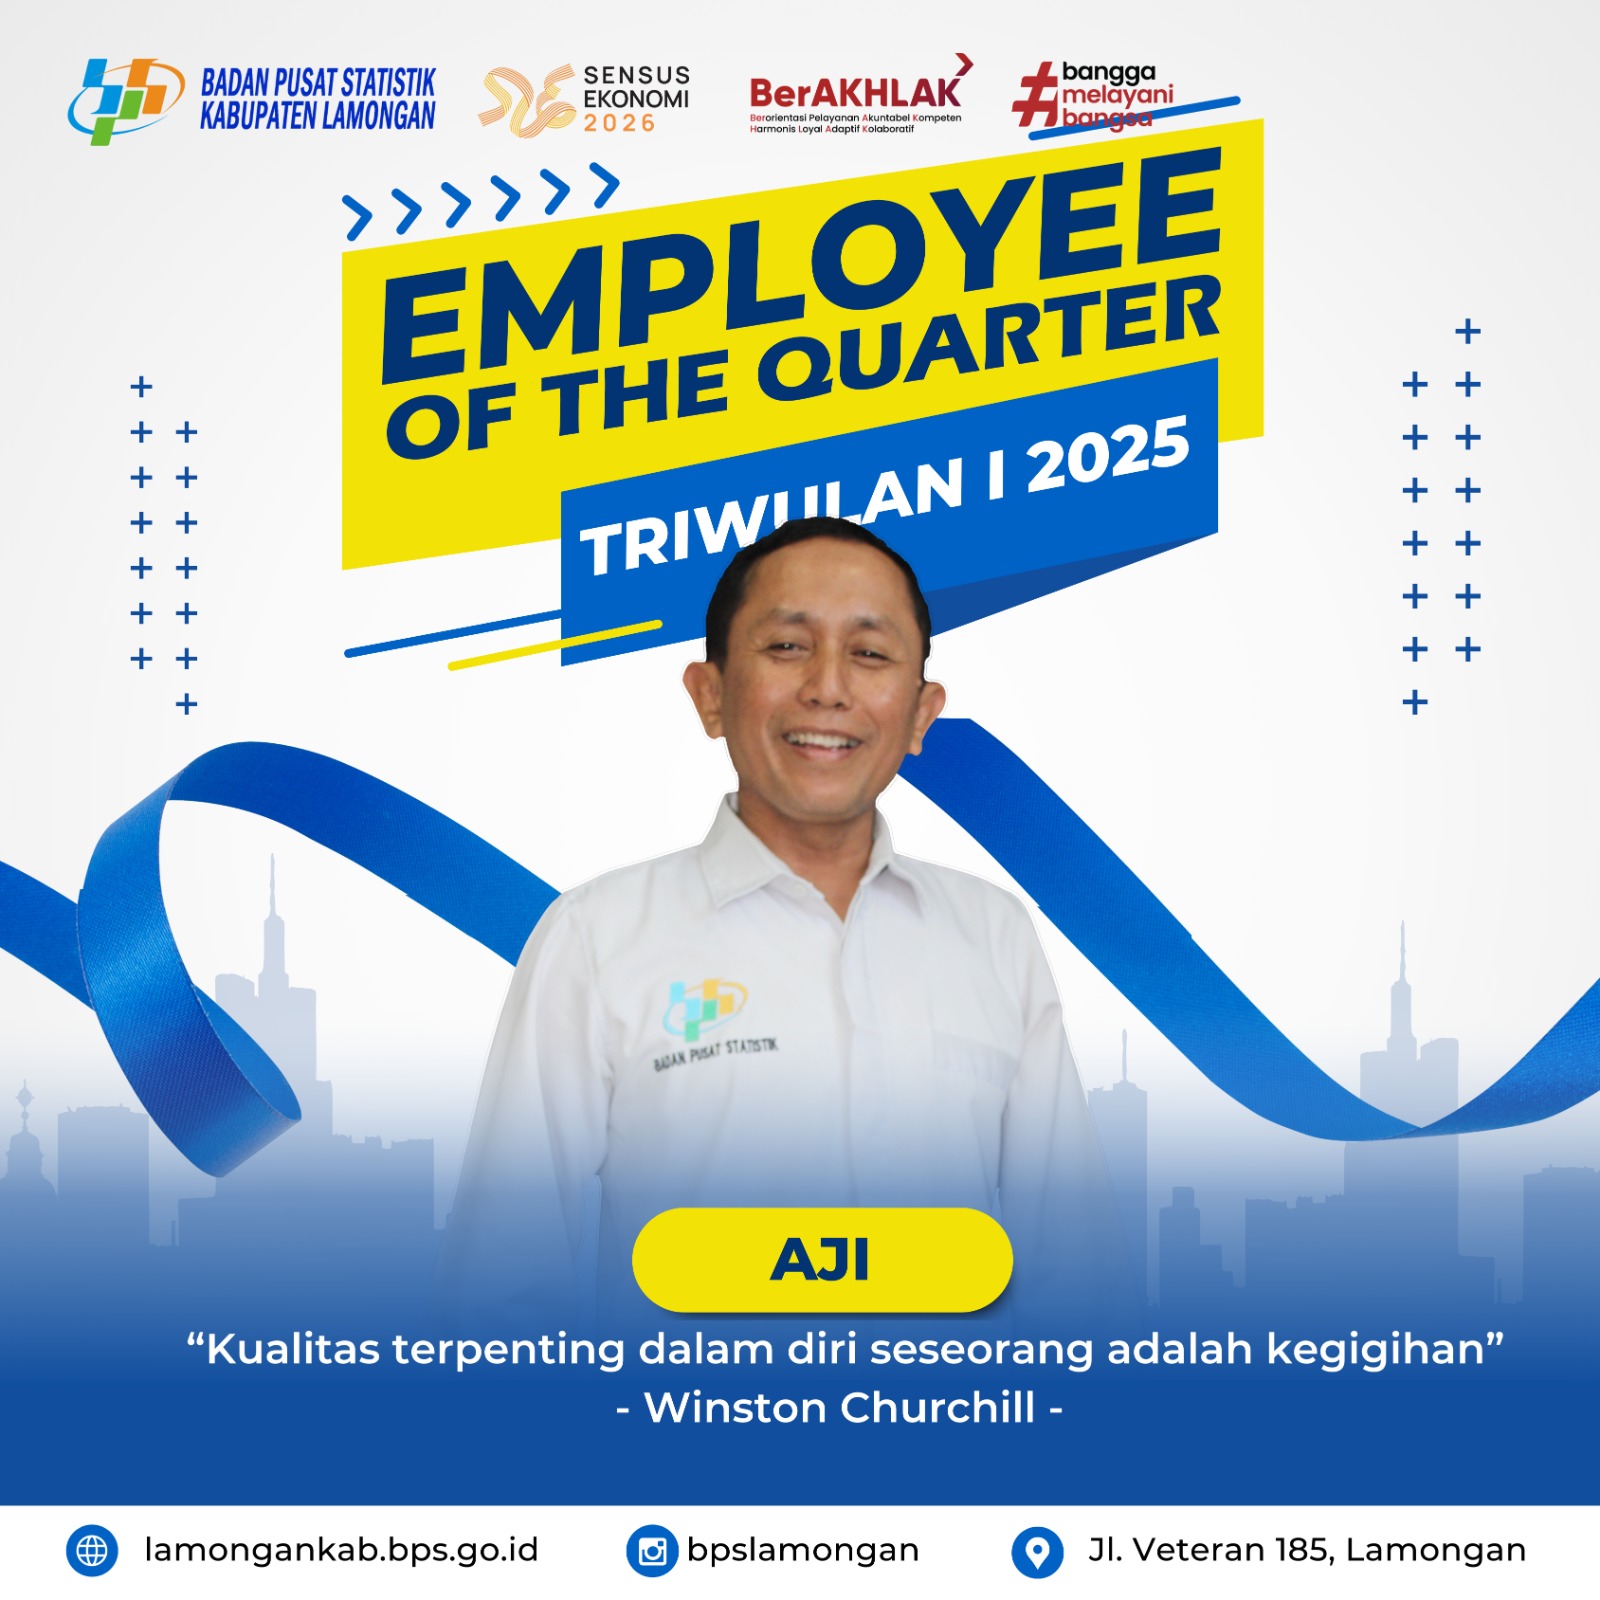 BADAN PUSAT STATISTIK
KABUPATEN LAMONGAN
SENSUS
EKONOMI
2026
BerAKHLAK
Berorientasi Pelayanan Akuntabel Kompeten
Harmonis Loyal Adaptif Kolaboratif
#bangga
melayani
bangsa
EMPLOYEE
OF THE QUARTER
TRIWULAN I 2025
BADAN PUSAT STATISTIK
AJI
“Kualitas terpenting dalam diri seseorang adalah kegigihan”
- Winston Churchill -
lamongankab.bps.go.id
bpslamongan
Jl. Veteran 185, Lamongan